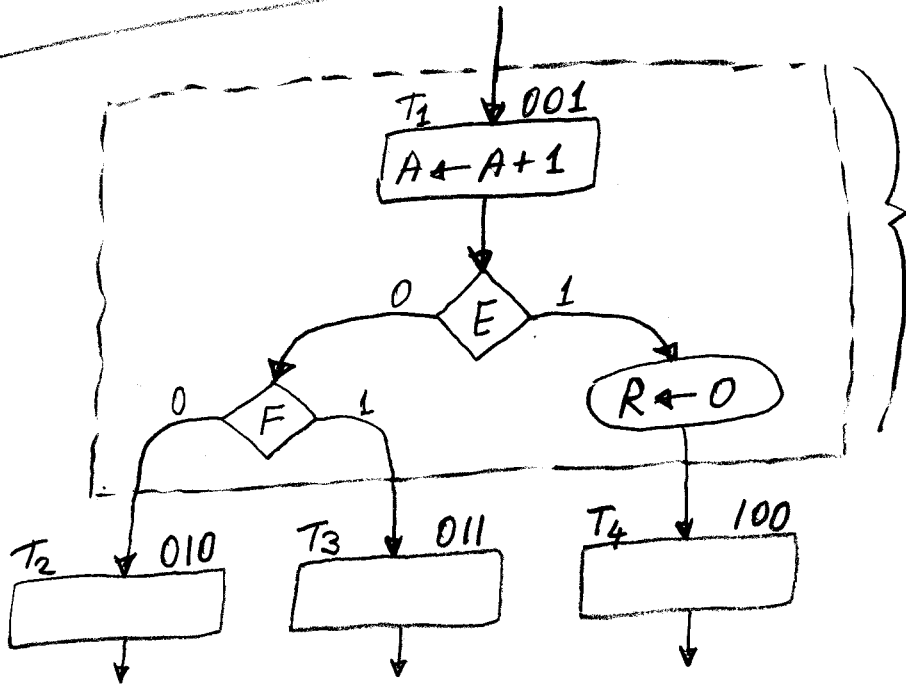 T1 001
A ← A + 1
0 E 1
0 F 1
R ← 0
T2 010
T3 011
T4 100